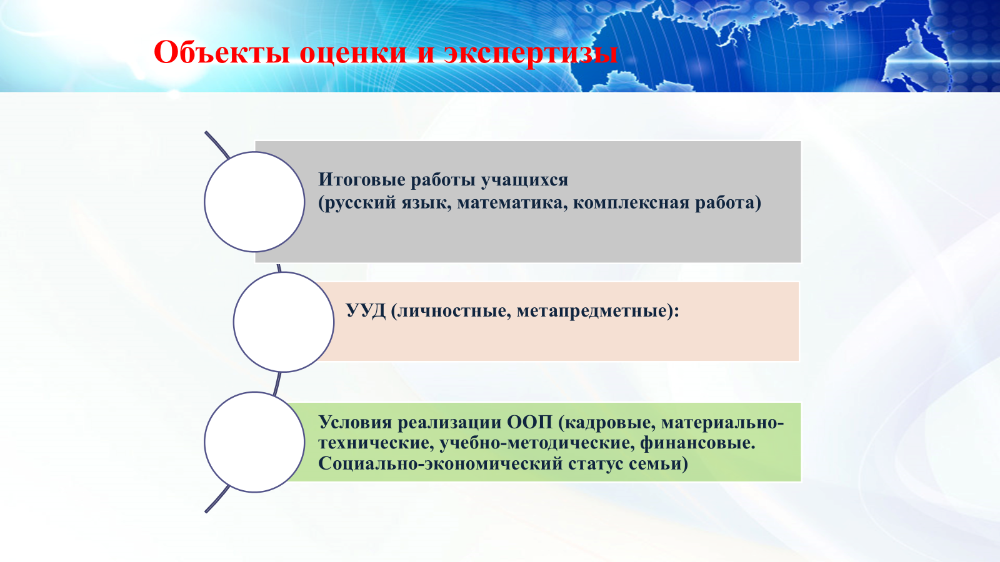 Объекты оценки и экспертизы
Итоговые работы учащихся
(русский язык, математика, комплексная работа)
УУД (личностные, метапредметные):
Условия реализации ООП (кадровые, материально-
технические, учебно-методические, финансовые.
Социально-экономический статус семьи)